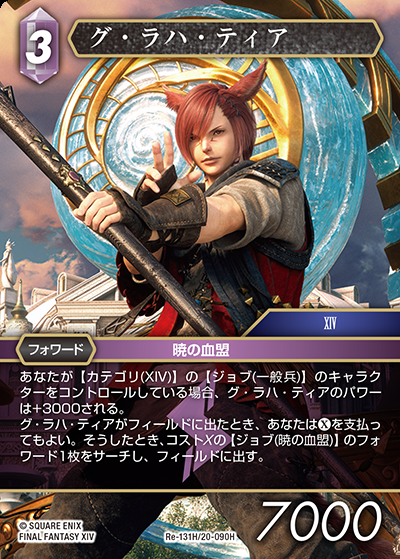 3
グ・ラハ・ティア
XIV
フォワード
暁の血盟
あなたが【カテゴリ(XIV)】の【ジョブ(一般兵)】のキャラク
ターをコントロールしている場合、グ・ラハ・ティアのパワー
は+3000される。
グ・ラハ・ティアがフィールドに出たとき、あなたはXを支払っ
てもよい。そうしたとき、コストXの【ジョブ(暁の血盟)】のフォ
ワード1枚をサーチし、フィールドに出す。
© SQUARE ENIX
FINAL FANTASY XIV
Re-131H/20-090H
7000